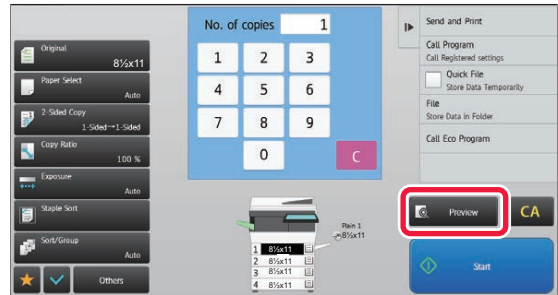 No. of copies 1
Original
8½x11
Paper Select
Auto
2-Sided Copy
1-Sided→1-Sided
Copy Ratio
100 %
Exposure
Auto
Staple Sort
Sort/Group
Auto
Others
1 2 3
4 5 6
7 8 9
0 C
Plain 1
8½x11
1 8½x11
2 8½x11
3 8½x11
4 8½x11
Send and Print
Call Program
Call Registered settings
Quick File
Store Data Temporarily
File
Store Data in Folder
Call Eco Program
Preview
CA
Start